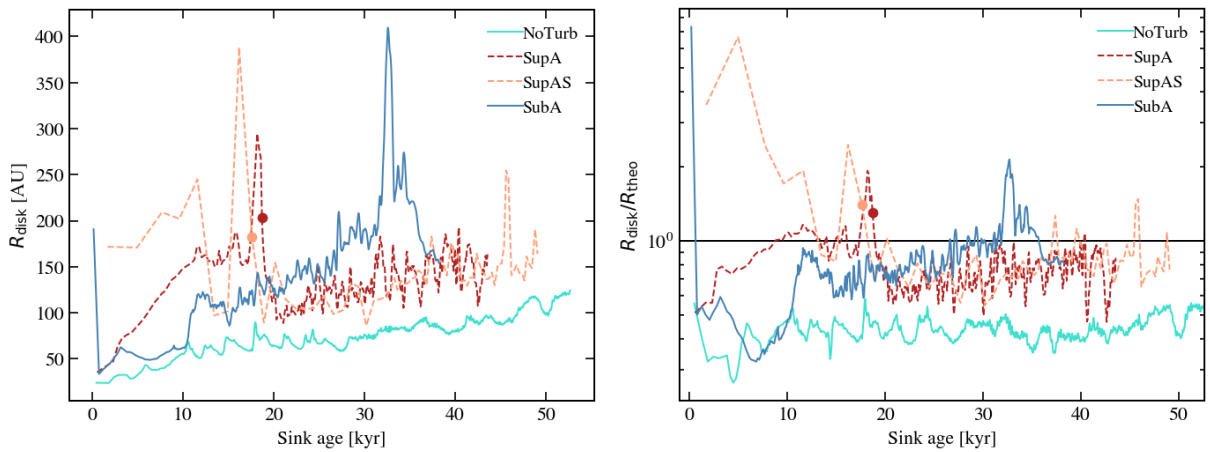 R_disk [AU]
400
350
300
250
200
150
100
50
0
10
20
30
40
50
Sink age [kyr]
NoTurb
SupA
SupAS
SubA
R_disk/R_theo
10⁰
0
10
20
30
40
50
Sink age [kyr]
NoTurb
SupA
SupAS
SubA